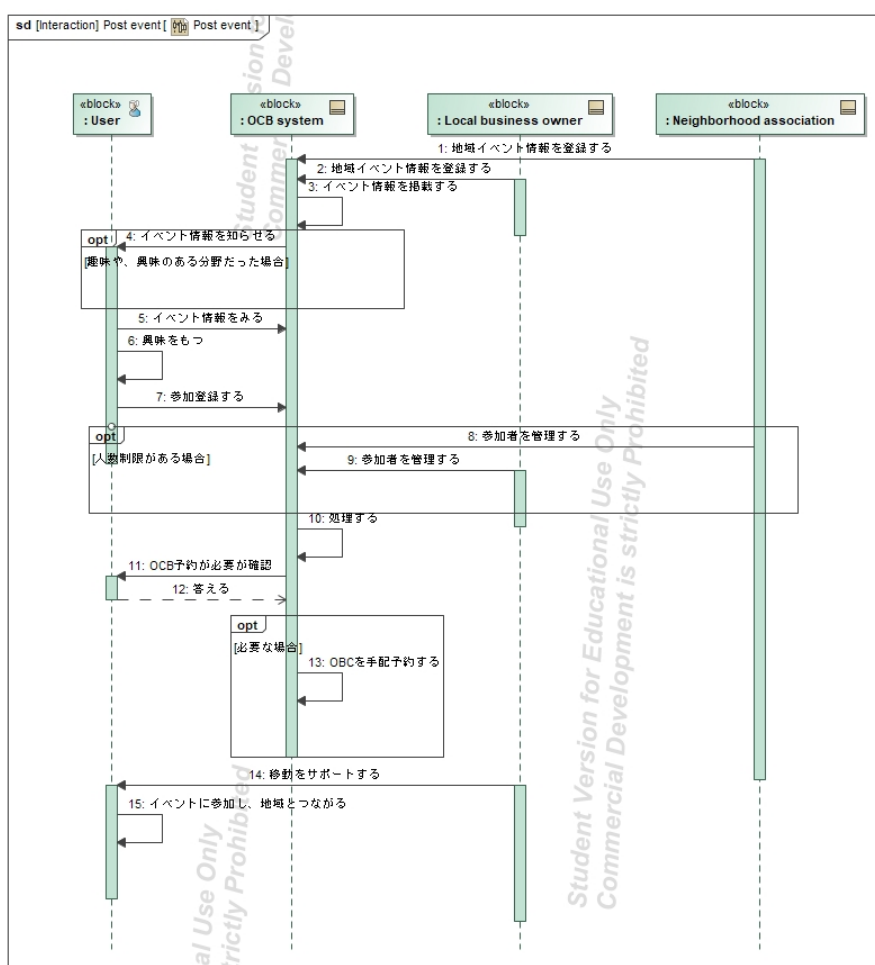 sd [Interaction] Post event [ Post event ]
«block»
: User
«block»
: OCB system
«block»
: Local business owner
«block»
: Neighborhood association
1: 地域イベント情報を登録する
2: 地域イベント情報を登録する
3: イベント情報を掲載する
opt
4: イベント情報を知らせる
[趣味や、興味のある分野だった場合]
5: イベント情報をみる
6: 興味をもつ
7: 参加登録する
opt
8: 参加者を管理する
[人数制限がある場合]
9: 参加者を管理する
10: 処理する
11: OCB予約が必要が確認
12: 答える
opt
[必要な場合]
13: OBCを手配予約する
14: 移動をサポートする
15: イベントに参加し、地域とつながる
Student Version for Educational Use Only
Commercial Development is strictly Prohibited